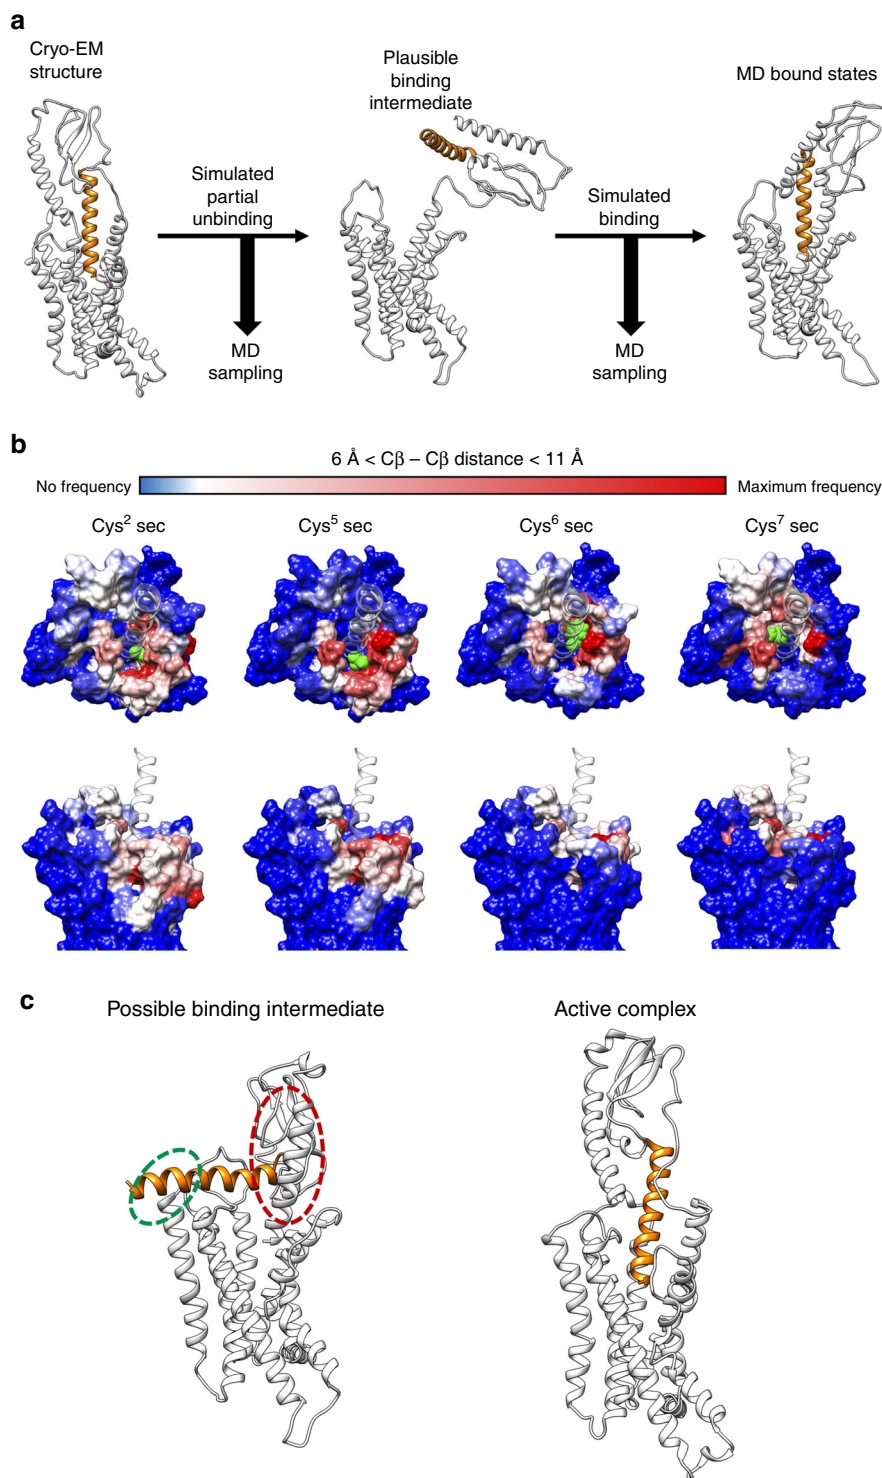 a
Cryo-EM
structure
Plausible
binding
intermediate
MD bound states
Simulated
partial
unbinding
Simulated
binding
MD
sampling
MD
sampling
b
6 Å < Cβ – Cβ distance < 11 Å
No frequency
Maximum frequency
Cys² sec
Cys⁵ sec
Cys⁶ sec
Cys⁷ sec
c
Possible binding intermediate
Active complex